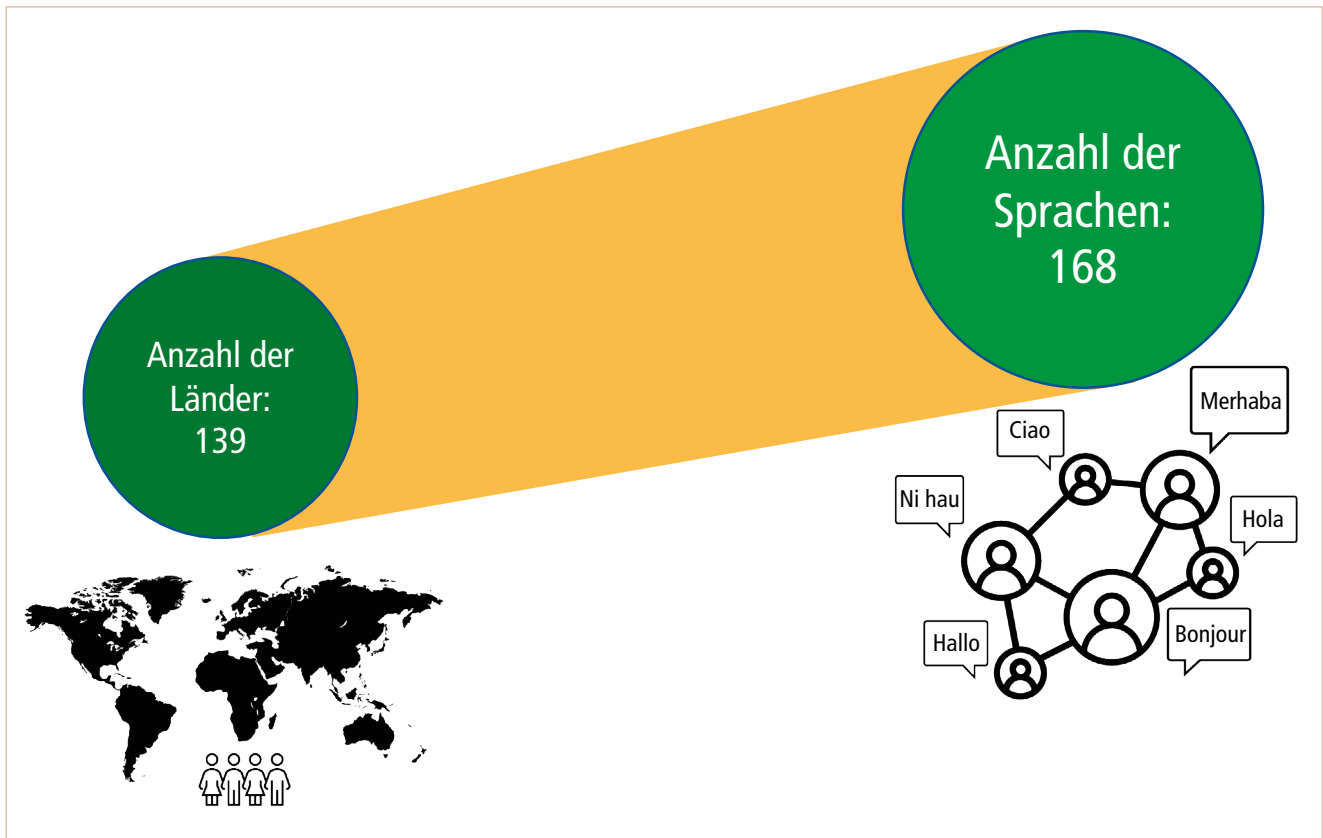 Anzahl der
Länder:
139
Anzahl der
Sprachen:
168
Merhaba
Ciao
Ni hau
Hola
Hallo
Bonjour